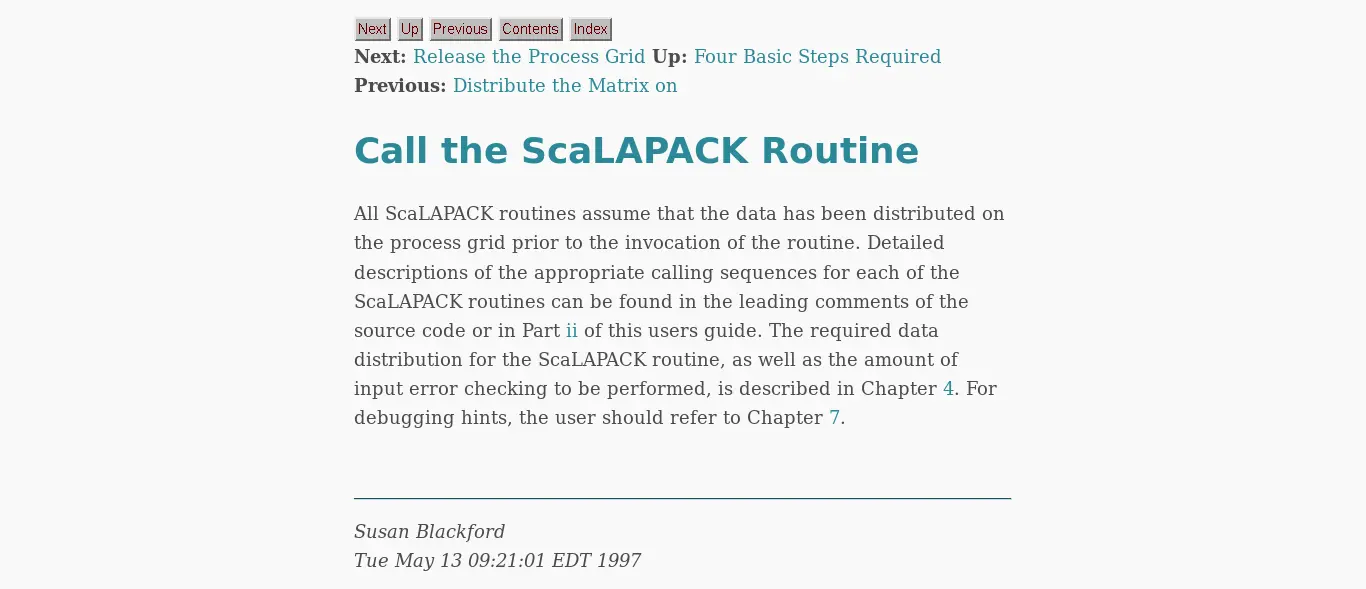 Next Up Previous Contents Index
Next: Release the Process Grid Up: Four Basic Steps Required
Previous: Distribute the Matrix on
Call the ScaLAPACK Routine
All ScaLAPACK routines assume that the data has been distributed on
the process grid prior to the invocation of the routine. Detailed
descriptions of the appropriate calling sequences for each of the
ScaLAPACK routines can be found in the leading comments of the
source code or in Part ii of this users guide. The required data
distribution for the ScaLAPACK routine, as well as the amount of
input error checking to be performed, is described in Chapter 4. For
debugging hints, the user should refer to Chapter 7.
Susan Blackford
Tue May 13 09:21:01 EDT 1997